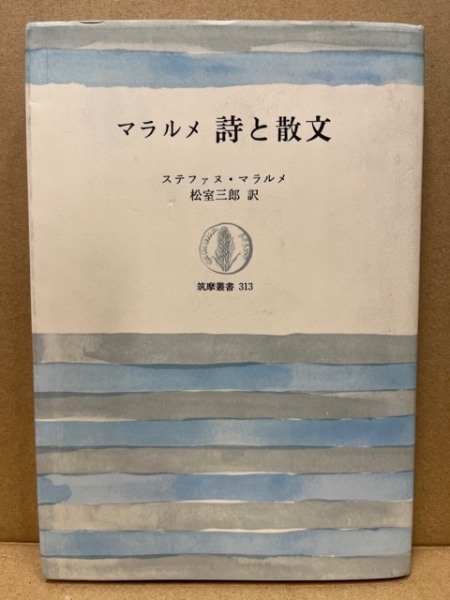 マラルメ 詩と散文
ステファヌ・マラルメ
松室三郎 訳
筑摩叢書 313